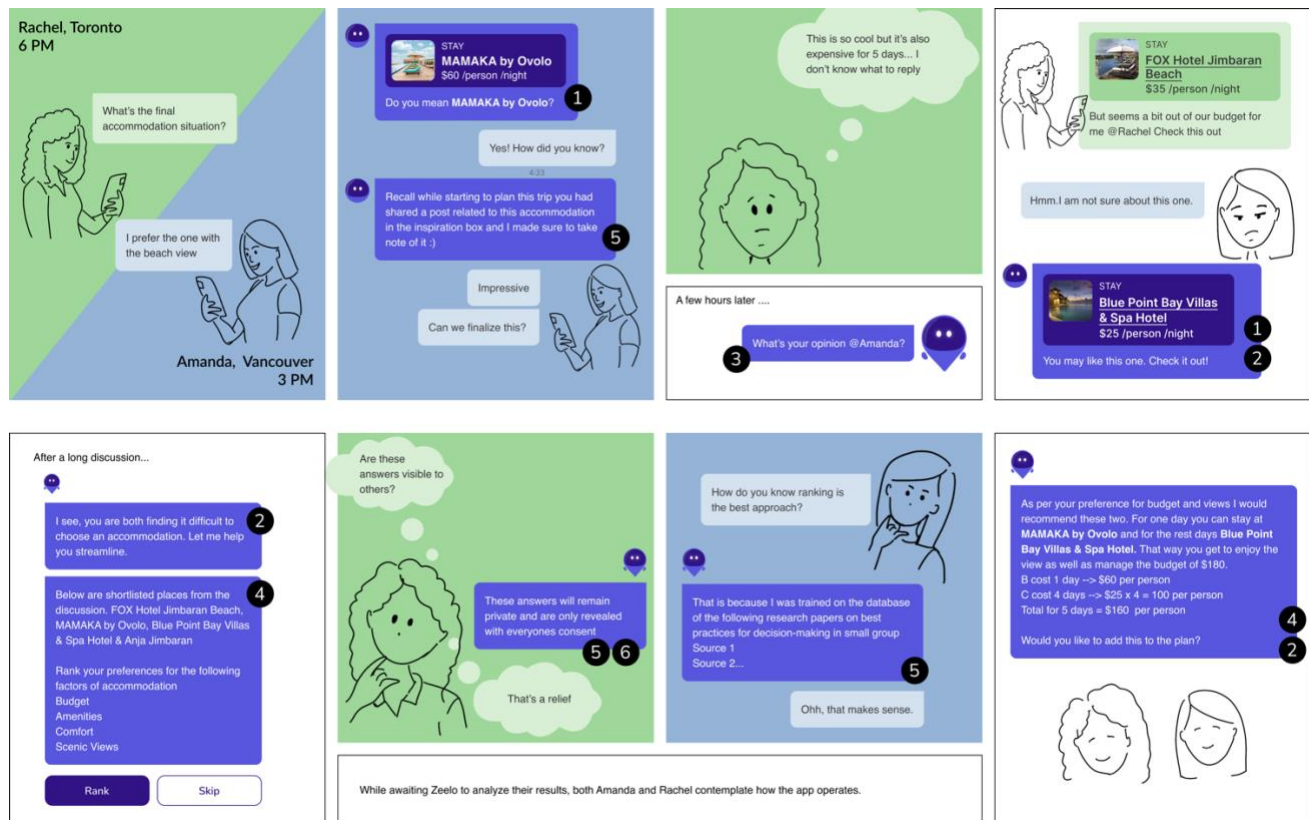 Rachel, Toronto
6 PM
What's the final
accommodation situation?
I prefer the one with
the beach view
Amanda, Vancouver
3 PM
STAY
MAMAKA by Ovolo
$60 /person /night
Do you mean MAMAKA by Ovolo?
1
Yes! How did you know?
4:33
Recall while starting to plan this trip you had
shared a post related to this accommodation
in the inspiration box and I made sure to take
note of it :)
5
Impressive
Can we finalize this?
This is so cool but it's also
expensive for 5 days... I
don't know what to reply
A few hours later ....
What's your opinion @Amanda?
3
STAY
FOX Hotel Jimbaran
Beach
$35 /person /night
But seems a bit out of our budget for
me @Rachel Check this out
Hmm.I am not sure about this one.
STAY
Blue Point Bay Villas
& Spa Hotel
$25 /person /night
1
You may like this one. Check it out!
2
After a long discussion...
I see, you are both finding it difficult to
choose an accommodation. Let me help
you streamline.
2
Below are shortlisted places from the
discussion. FOX Hotel Jimbaran Beach,
MAMAKA by Ovolo, Blue Point Bay Villas
& Spa Hotel & Anja Jimbaran
4
Rank your preferences for the following
factors of accommodation
Budget
Amenities
Comfort
Scenic Views
Rank
Skip
Are these
answers visible to
others?
These answers will remain
private and are only revealed
with everyones consent
5 6
That's a relief
How do you know ranking is
the best approach?
That is because I was trained on the database
of the following research papers on best
practices for decision-making in small group
Source 1
Source 2...
5
Ohh, that makes sense.
While awaiting Zeelo to analyze their results, both Amanda and Rachel contemplate how the app operates.
As per your preference for budget and views I would
recommend these two. For one day you can stay at
MAMAKA by Ovolo and for the rest days Blue Point
Bay Villas & Spa Hotel. That way you get to enjoy the
view as well as manage the budget of $180.
B cost 1 day --> $60 per person
C cost 4 days --> $25 x 4 = 100 per person
Total for 5 days = $160 per person
4
Would you like to add this to the plan?
2